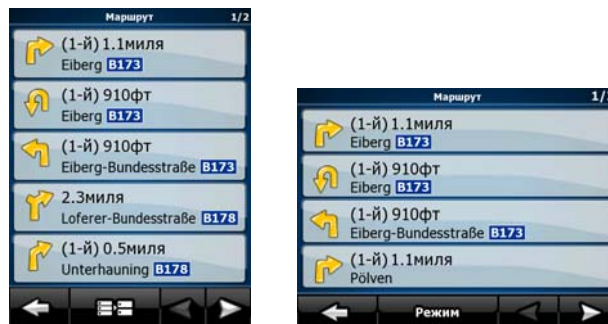 Маршрут 1/2
(1-й) 1.1миля
Eiberg B173
(1-й) 910фт
Eiberg B173
(1-й) 910фт
Eiberg-Bundesstraße B173
2.3миля
Loferer-Bundesstraße B178
(1-й) 0.5миля
Unterhauning B178
Маршрут
(1-й) 1.1миля
Eiberg B173
(1-й) 910фт
Eiberg B173
(1-й) 910фт
Eiberg-Bundesstraße B173
(1-й) 1.1миля
Pölven
Режим